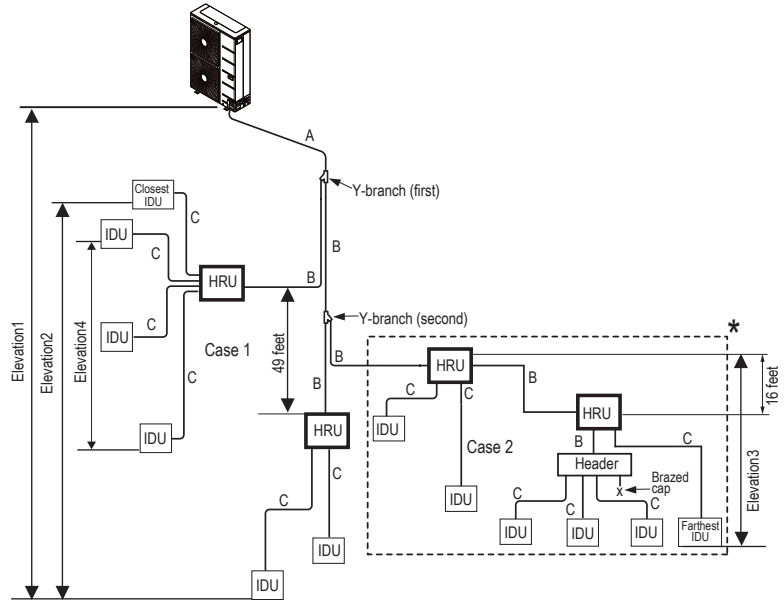 A
Y-branch (first)
Closest
IDU
C
IDU
C
B
HRU
B
Elevation1
Elevation2
Elevation4
C
IDU
Case 1
C
49 feet
Y-branch (second)
*
B
HRU
B
B
16 feet
C
C
HRU
IDU
HRU
Case 2
B
C
Header
Elevation3
IDU
C
C
C
IDU
C
C
x
Brazed
cap
IDU
IDU
IDU
Farthest
IDU
IDU
IDU